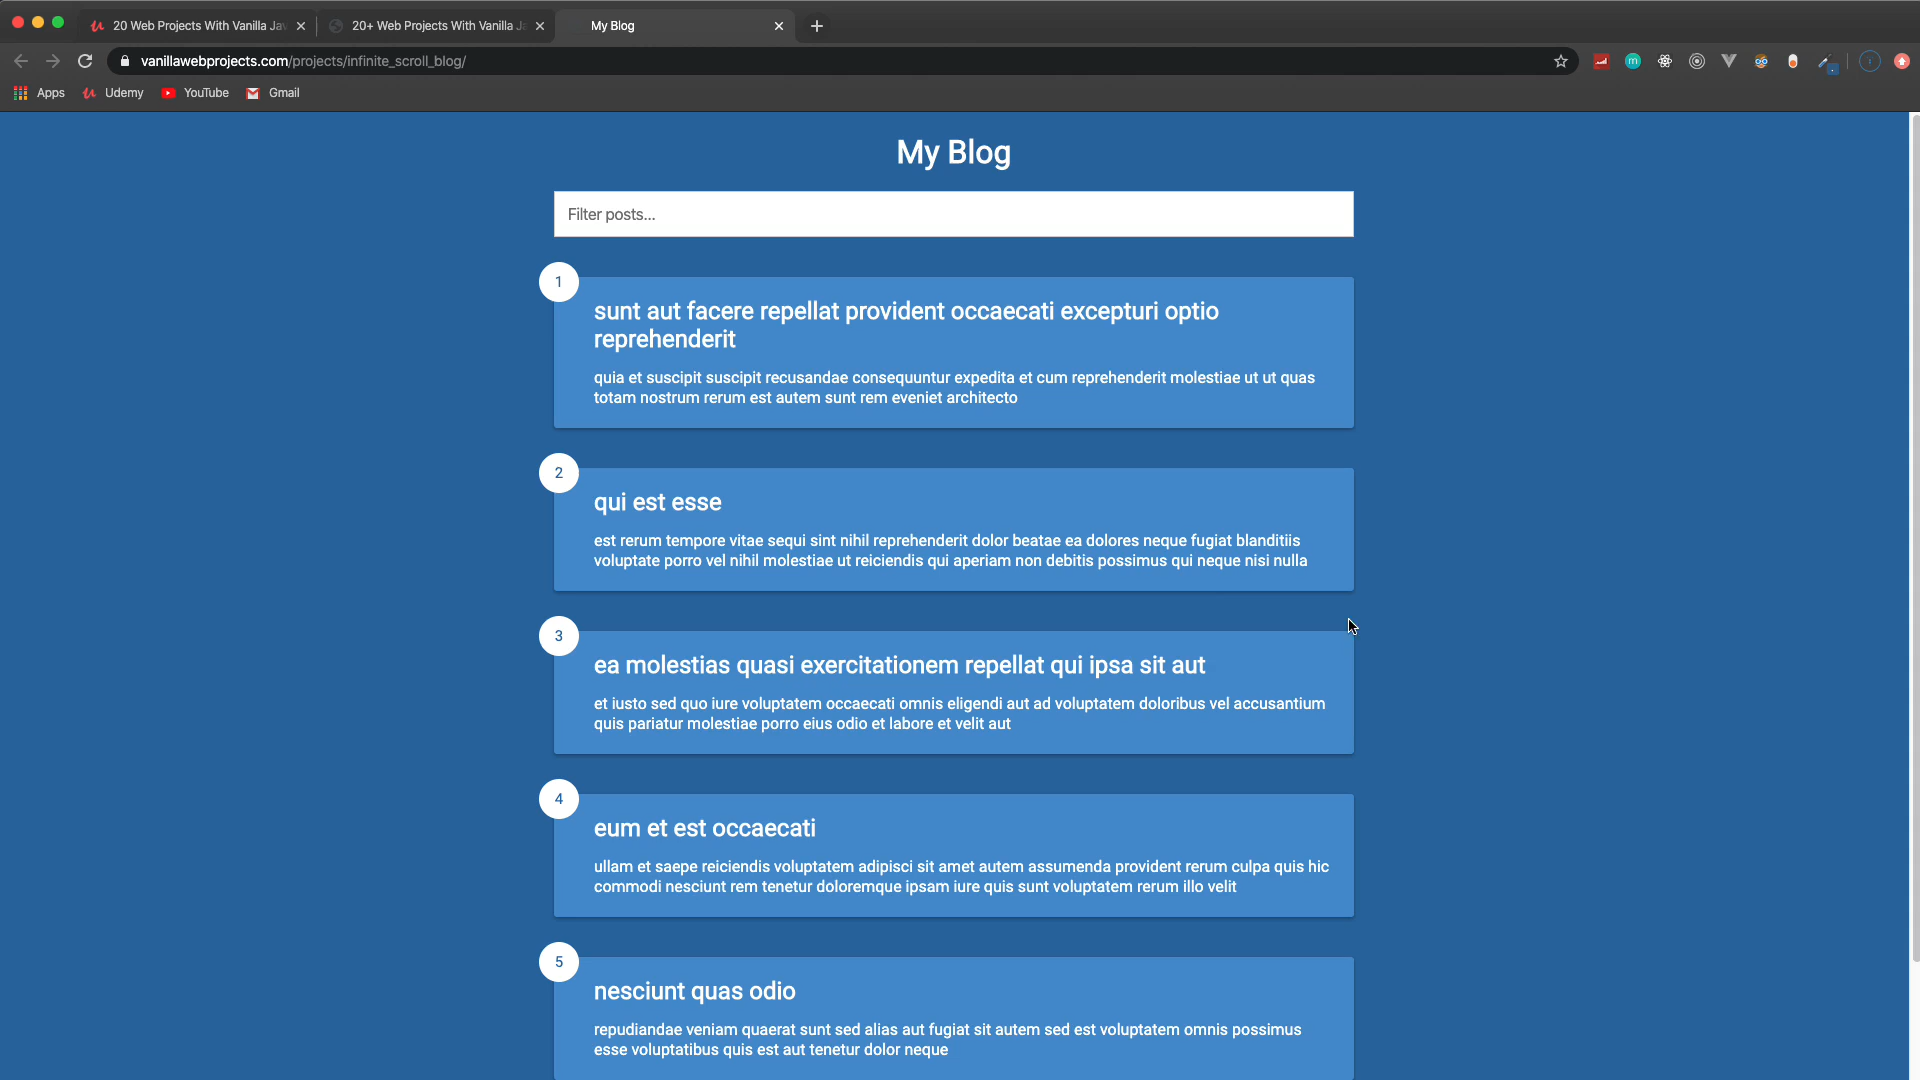 20 Web Projects With Vanilla Jav
20+ Web Projects With Vanilla Ja
My Blog
vanillawebprojects.com/projects/infinite_scroll_blog/
Apps
Udemy
YouTube
Gmail
My Blog
Filter posts...
1
sunt aut facere repellat provident occaecati excepturi optio
reprehenderit
quia et suscipit suscipit recusandae consequuntur expedita et cum reprehenderit molestiae ut ut quas
totam nostrum rerum est autem sunt rem eveniet architecto
2
qui est esse
est rerum tempore vitae sequi sint nihil reprehenderit dolor beatae ea dolores neque fugiat blanditiis
voluptate porro vel nihil molestiae ut reiciendis qui aperiam non debitis possimus qui neque nisi nulla
3
ea molestias quasi exercitationem repellat qui ipsa sit aut
et iusto sed quo iure voluptatem occaecati omnis eligendi aut ad voluptatem doloribus vel accusantium
quis pariatur molestiae porro eius odio et labore et velit aut
4
eum et est occaecati
ullam et saepe reiciendis voluptatem adipisci sit amet autem assumenda provident rerum culpa quis hic
commodi nesciunt rem tenetur doloremque ipsam iure quis sunt voluptatem rerum illo velit
5
nesciunt quas odio
repudiandae veniam quaerat sunt sed alias aut fugiat sit autem sed est voluptatem omnis possimus
esse voluptatibus quis est aut tenetur dolor neque